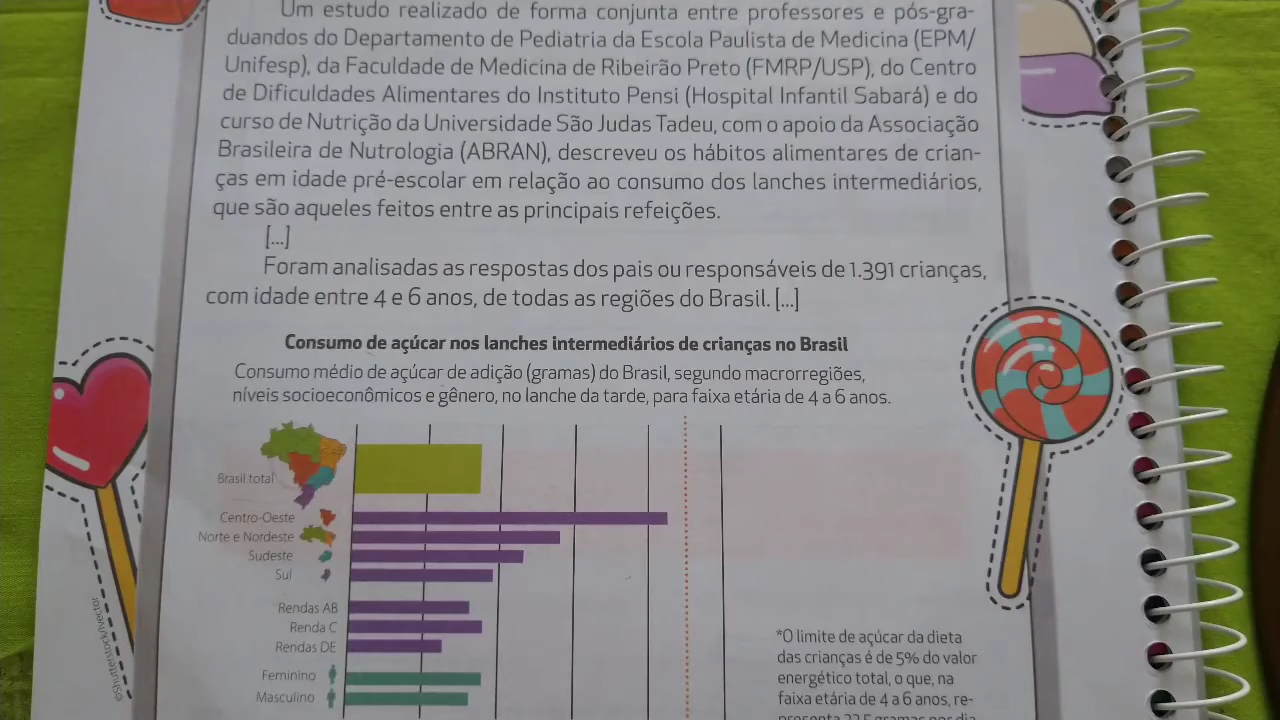 Um estudo realizado de forma conjunta entre professores e pós-gra-
duandos do Departamento de Pediatria da Escola Paulista de Medicina (EPM/
Unifesp), da Faculdade de Medicina de Ribeirão Preto (FMRP/USP), do Centro
de Dificuldades Alimentares do Instituto Pensi (Hospital Infantil Sabará) e do
curso de Nutrição da Universidade São Judas Tadeu, com o apoio da Associação
Brasileira de Nutrologia (ABRAN), descreveu os hábitos alimentares de crian-
ças em idade pré-escolar em relação ao consumo dos lanches intermediários,
que são aqueles feitos entre as principais refeições.
[...]
Foram analisadas as respostas dos pais ou responsáveis de 1.391 crianças,
com idade entre 4 e 6 anos, de todas as regiões do Brasil. [...]
Consumo de açúcar nos lanches intermediários de crianças no Brasil
Consumo médio de açúcar de adição (gramas) do Brasil, segundo macrorregiões,
níveis socioeconômicos e gênero, no lanche da tarde, para faixa etária de 4 a 6 anos.
Brasil total
Centro-Oeste
Norte e Nordeste
Sudeste
Sul
Rendas AB
Renda C
Rendas DE
Feminino
Masculino
*O limite de açúcar da dieta
das crianças é de 5% do valor
energético total, o que, na
faixa etária de 4 a 6 anos, re-
presenta 22,5 gramas por dia
©Shutterstock/Ivector